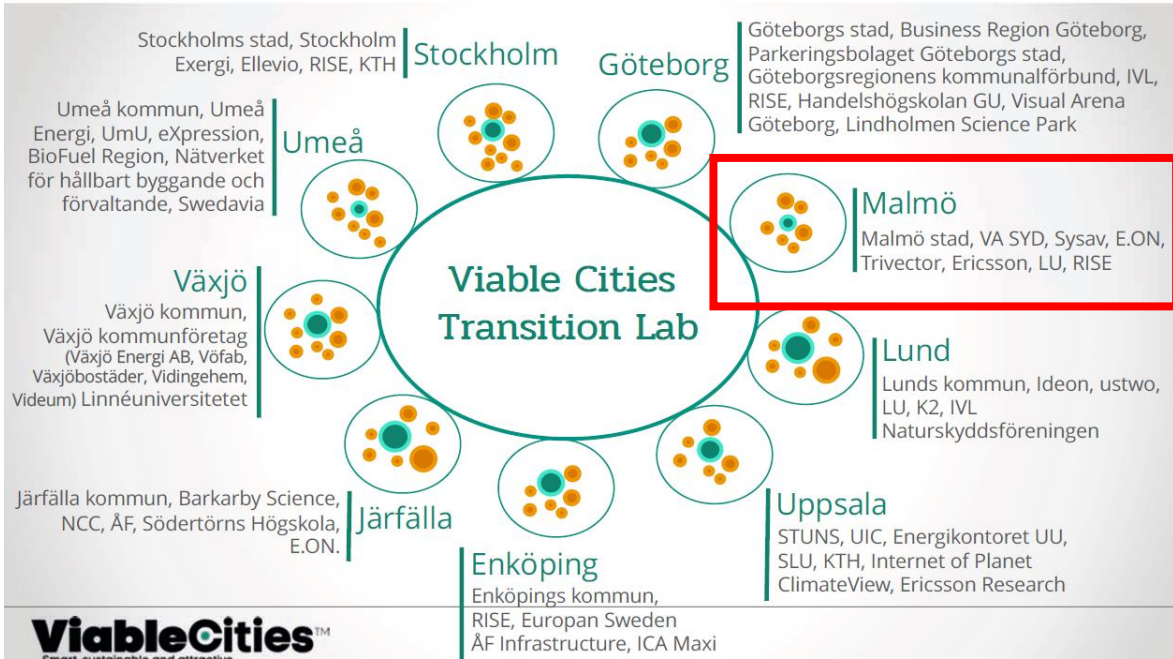 Stockholms stad, Stockholm
Exergi, Ellevio, RISE, KTH
Stockholm
Göteborg
Göteborgs stad, Business Region Göteborg,
Parkeringsbolaget Göteborgs stad,
Göteborgsregionens kommunalförbund, IVL,
RISE, Handelshögskolan GU, Visual Arena
Göteborg, Lindholmen Science Park
Umeå kommun, Umeå
Energi, UmU, eXpression,
BioFuel Region, Nätverket
för hållbart byggande och
förvaltande, Swedavia
Umeå
Malmö
Malmö stad, VA SYD, Sysav, E.ON,
Trivector, Ericsson, LU, RISE
Viable Cities
Transition Lab
Växjö
Växjö kommun,
Växjö kommunföretag
(Växjö Energi AB, Vöfab,
Växjöbostäder, Vidingehem,
Videum) Linnéuniversitetet
Lund
Lunds kommun, Ideon, ustwo,
LU, K2, IVL
Naturskyddsföreningen
Järfälla kommun, Barkarby Science,
NCC, ÅF, Södertörns Högskola,
E.ON.
Järfälla
Uppsala
STUNS, UIC, Energikontoret UU,
SLU, KTH, Internet of Planet
ClimateView, Ericsson Research
Enköping
Enköpings kommun,
RISE, Europan Sweden
ÅF Infrastructure, ICA Maxi
ViableCities™
Smart, sustainable and attractive